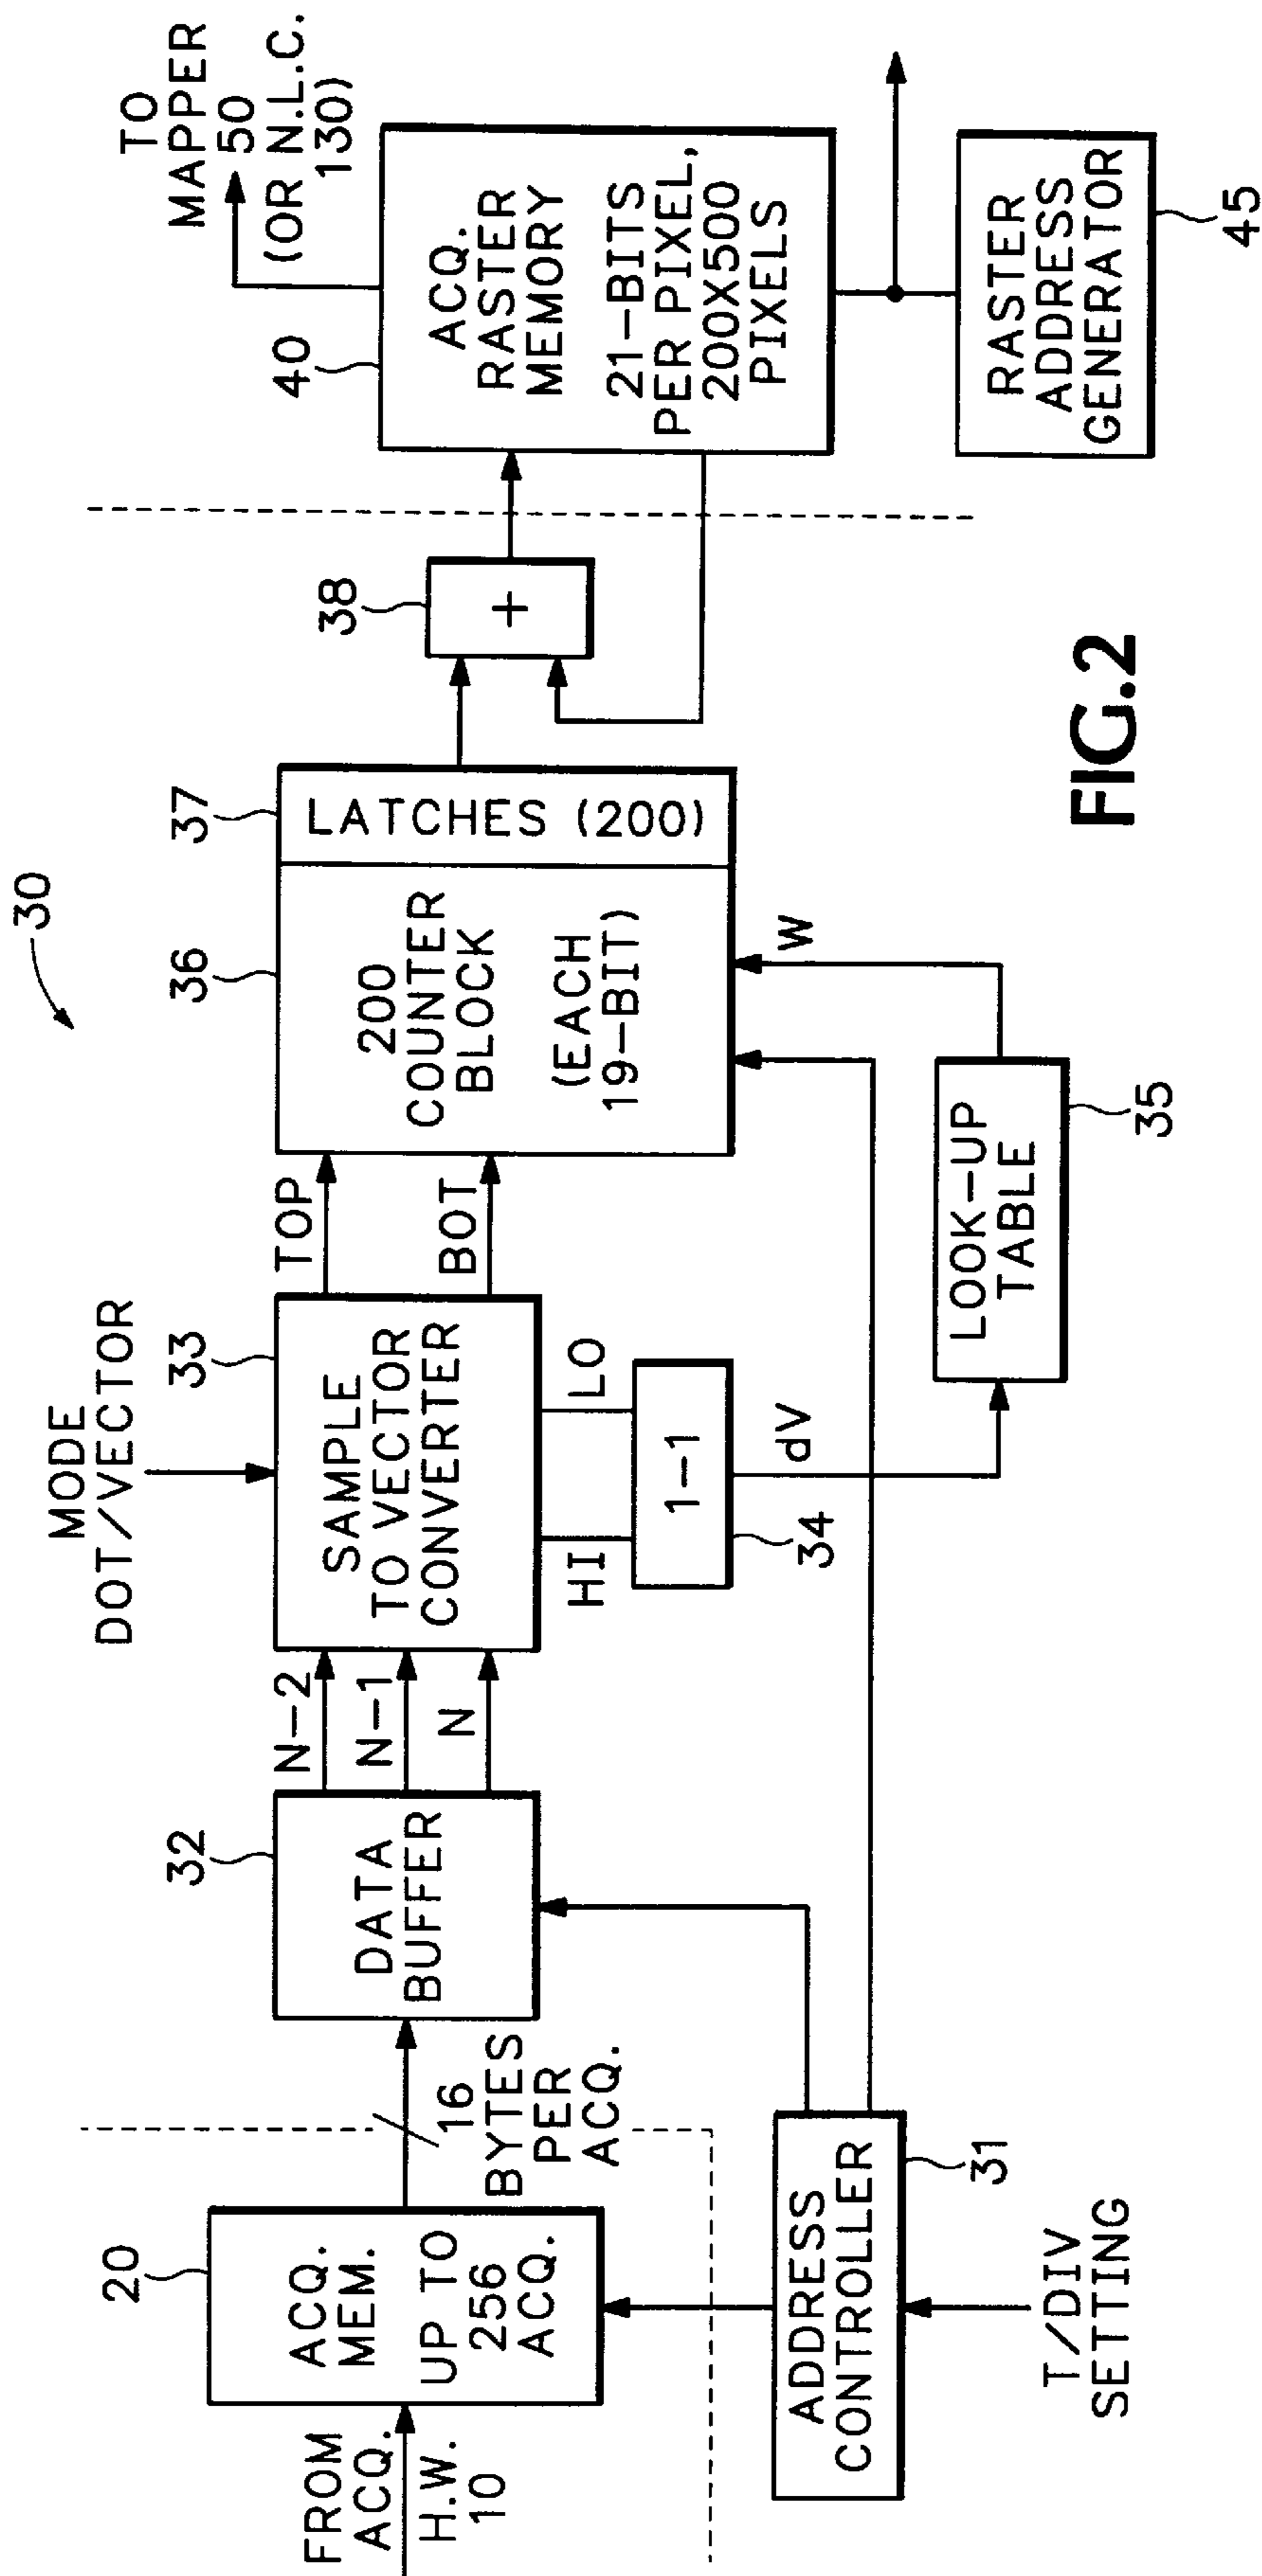 30
FROM
ACQ.
H.W.
10
20
ACQ.
MEM.
UP TO
256
ACQ.
16
BYTES
PER
ACQ.
ADDRESS
CONTROLLER
31
T/DIV
SETTING
32
DATA
BUFFER
N-2
N-1
N
MODE
DOT/VECTOR
33
SAMPLE
TO VECTOR
CONVERTER
HI
LO
1-1
34
dV
TOP
BOT
LOOK-UP
TABLE
35
W
36
200
COUNTER
BLOCK
(EACH
19-BIT)
37
LATCHES (200)
38
+
40
ACQ.
RASTER
MEMORY
21-BITS
PER PIXEL,
200X500
PIXELS
TO
MAPPER
50
(OR N.L.C.
130)
RASTER
ADDRESS
GENERATOR
45
FIG.2